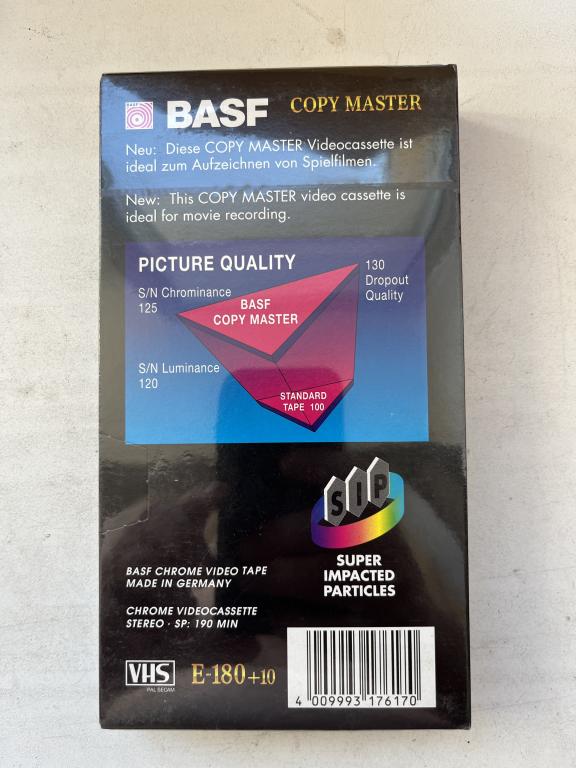 BASF
BASF COPY MASTER
Neu: Diese COPY MASTER Videocassette ist
ideal zum Aufzeichnen von Spielfilmen.
New: This COPY MASTER video cassette is
ideal for movie recording.
PICTURE QUALITY
S/N Chrominance
125
130
Dropout
Quality
BASF
COPY MASTER
S/N Luminance
120
STANDARD
TAPE 100
SIP
SUPER
IMPACTED
PARTICLES
BASF CHROME VIDEO TAPE
MADE IN GERMANY
CHROME VIDEOCASSETTE
STEREO · SP: 190 MIN
VHS
PAL SECAM
E-180+10
4 009993 176170